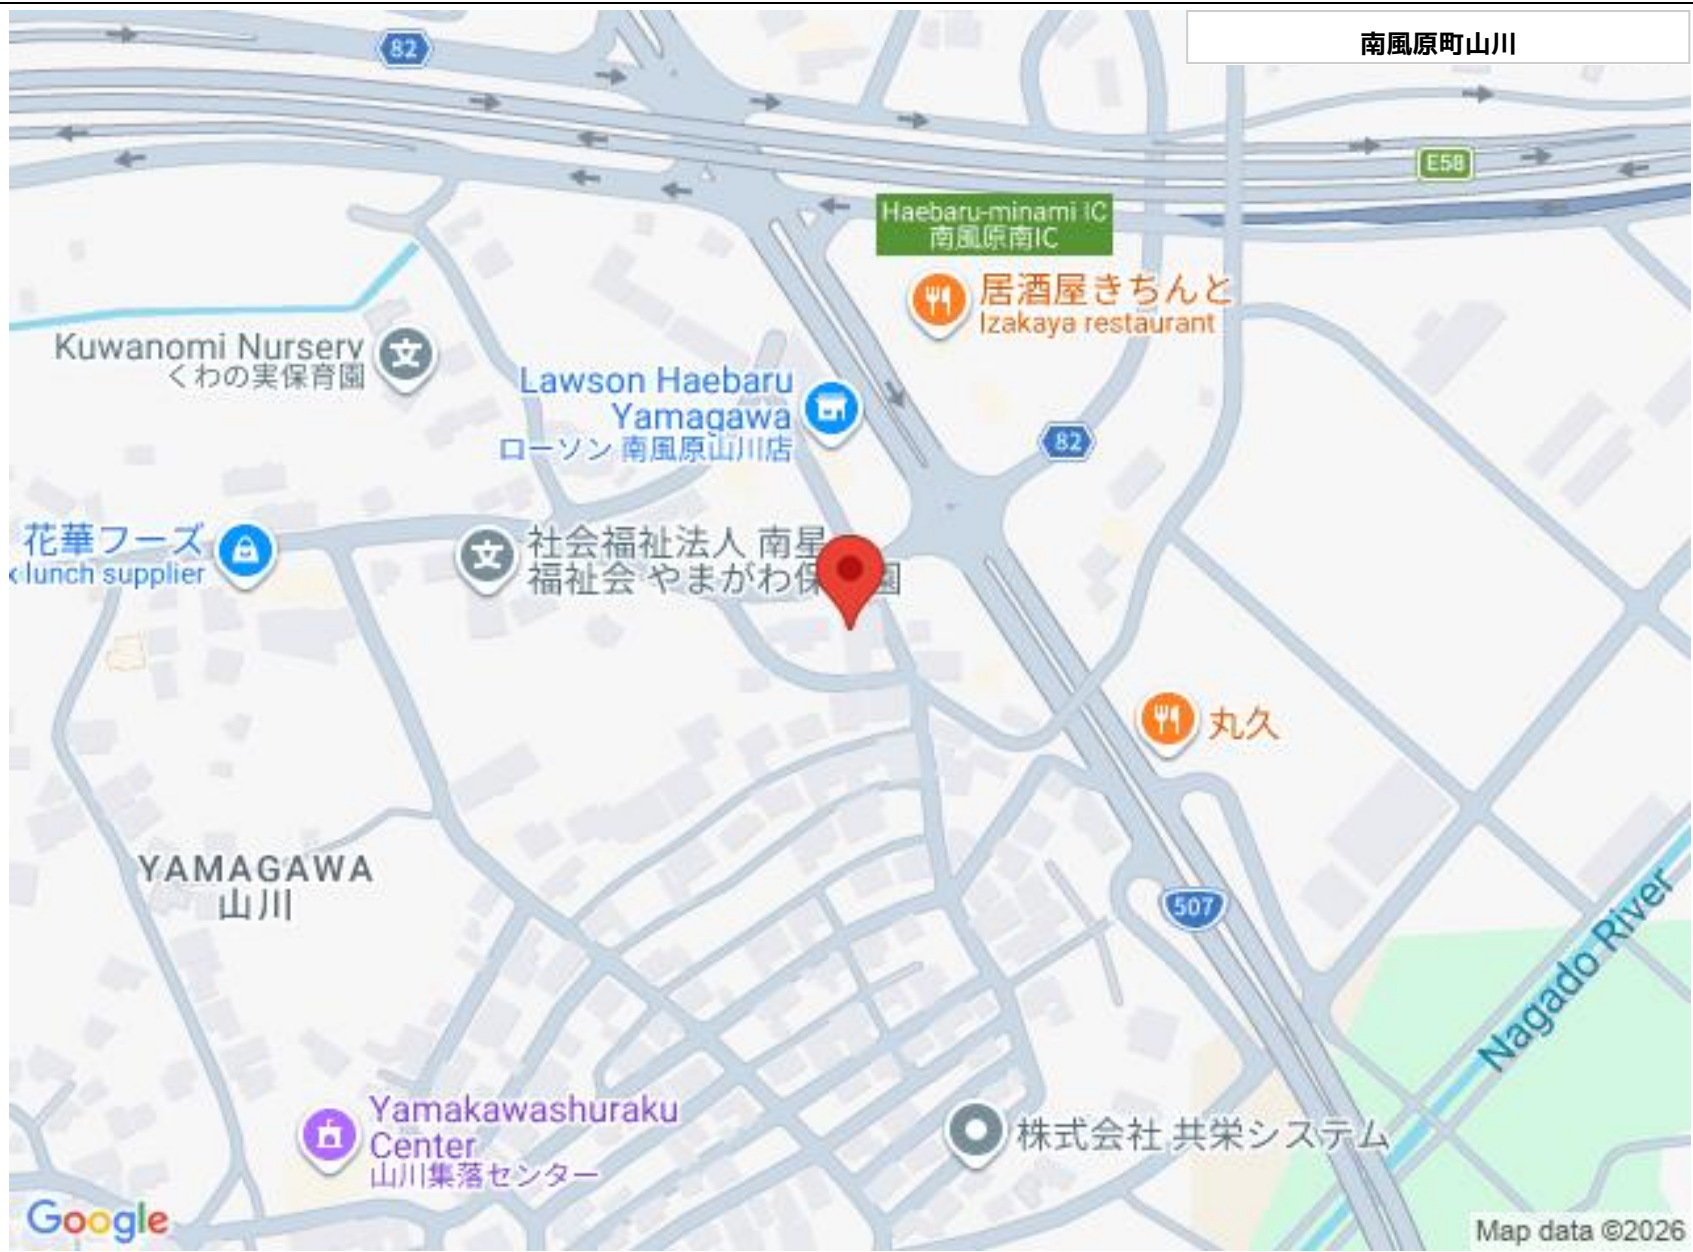 南風原町山川
82
E58
Haebaru-minami IC
南風原南IC
居酒屋きちんと
Izakaya restaurant
Kuwanomi Nursery
くわの実保育園
Lawson Haebaru
Yamagawa
ローソン 南風原山川店
82
花華フーズ
lunch supplier
社会福祉法人 南星
福祉会 やまがわ保
園
丸久
YAMAGAWA
山川
507
Nagado River
Yamakawashuraku
Center
山川集落センター
株式会社 共栄システム
Google
Map data ©2026